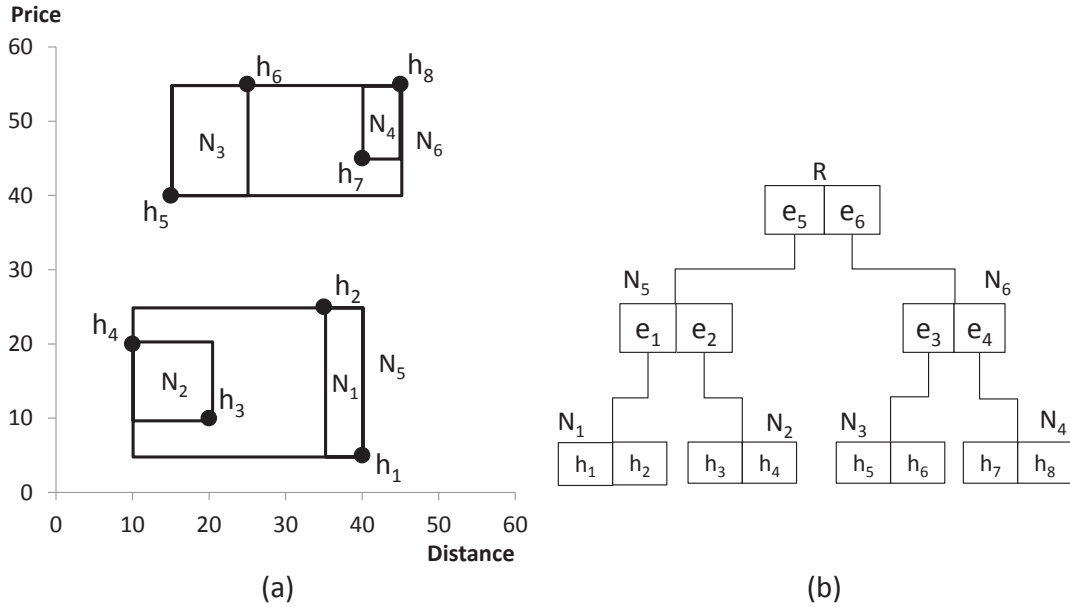 Price
60
50
40
30
20
10
0
0 10 20 30 40 50 60
Distance
h₆
h₈
N₃
N₄
N₆
h₇
h₅
h₂
h₄
N₅
N₂
N₁
h₃
h₁
(a)
R
e₅ e₆
N₅ N₆
e₁ e₂ e₃ e₄
N₁ N₂ N₃ N₄
h₁ h₂ h₃ h₄ h₅ h₆ h₇ h₈
(b)